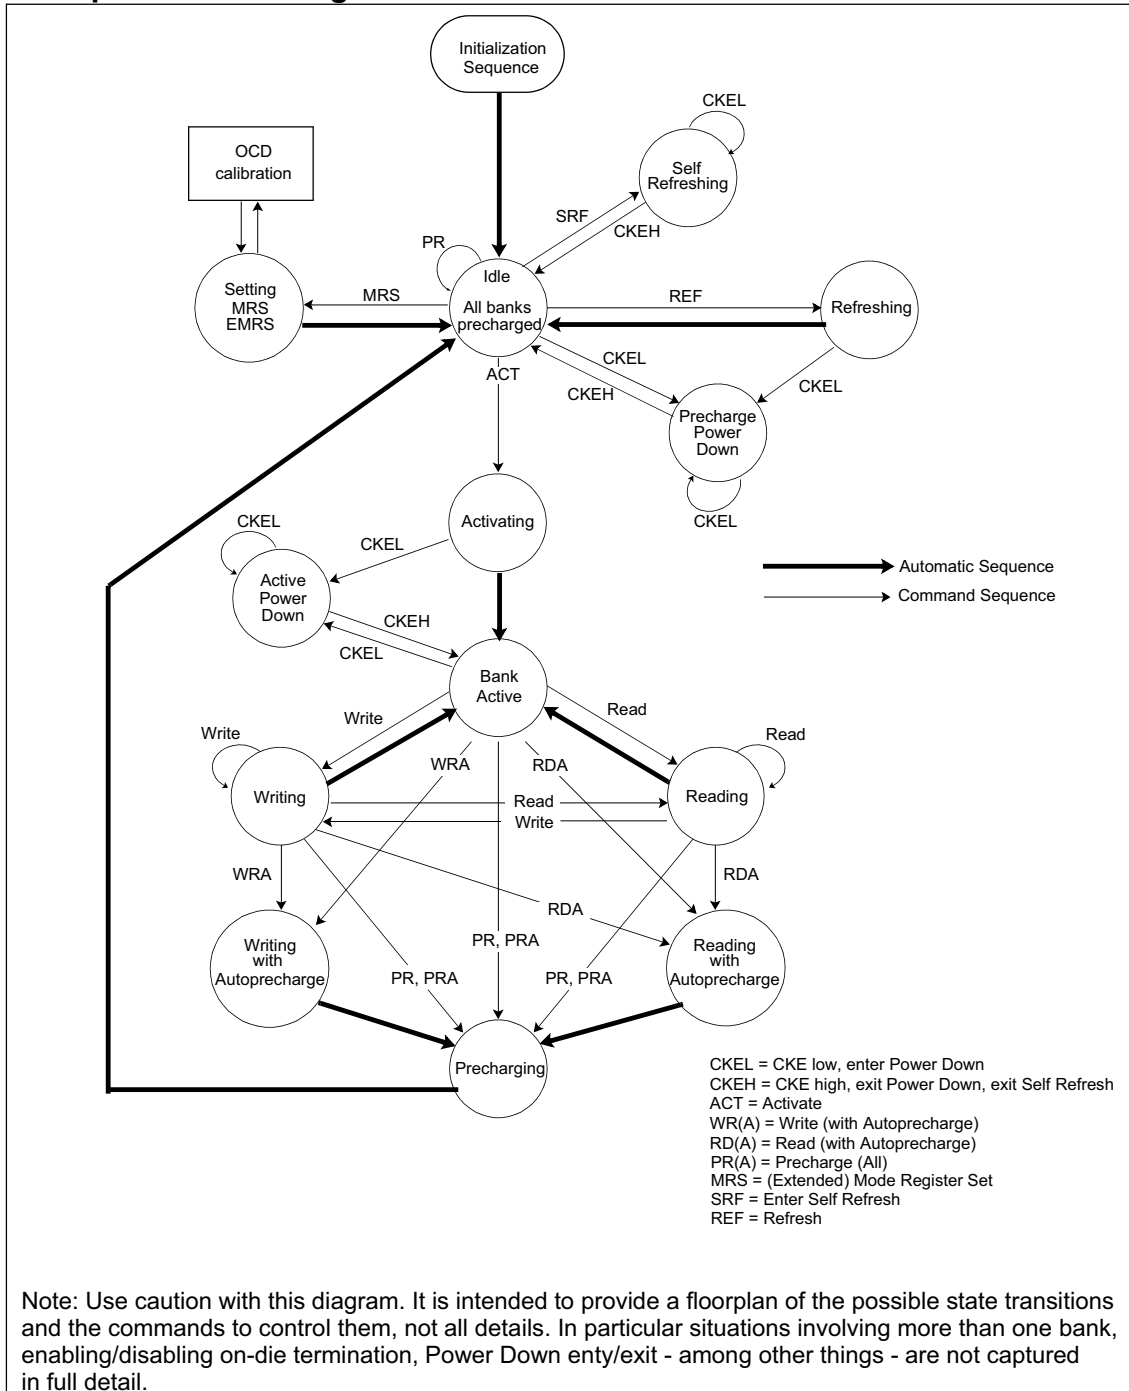 Initialization
Sequence
CKEL
OCD
calibration
Self
Refreshing
SRF
CKEH
PR
Idle
Setting
MRS
EMRS
MRS
All banks
precharged
REF
Refreshing
CKEL
CKEH
CKEL
ACT
Precharge
Power
Down
CKEL
Activating
CKEL
CKEL
Active
Power
Down
Automatic Sequence
Command Sequence
CKEH
CKEL
Bank
Active
Write
Read
Write
Read
WRA
RDA
Writing
Reading
Read
Write
WRA
RDA
RDA
Writing
with
Autoprecharge
PR, PRA
Reading
with
Autoprecharge
PR, PRA
PR, PRA
Precharging
CKEL = CKE low, enter Power Down
CKEH = CKE high, exit Power Down, exit Self Refresh
ACT = Activate
WR(A) = Write (with Autoprecharge)
RD(A) = Read (with Autoprecharge)
PR(A) = Precharge (All)
MRS = (Extended) Mode Register Set
SRF = Enter Self Refresh
REF = Refresh
Note: Use caution with this diagram. It is intended to provide a floorplan of the possible state transitions
and the commands to control them, not all details. In particular situations involving more than one bank,
enabling/disabling on-die termination, Power Down enty/exit - among other things - are not captured
in full detail.